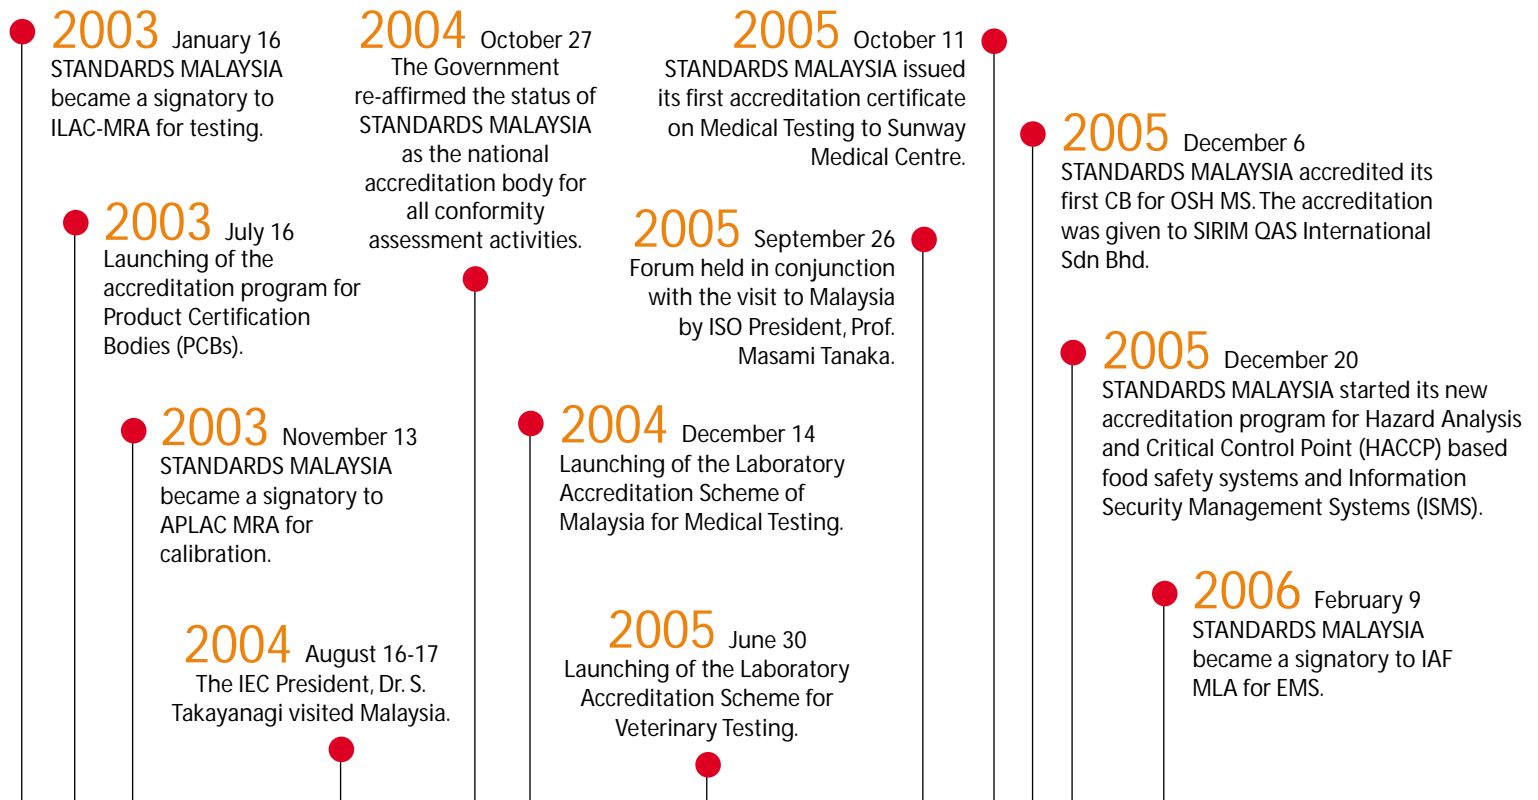 2003 January 16
STANDARDS MALAYSIA
became a signatory to
ILAC-MRA for testing.
2003 July 16
Launching of the
accreditation program for
Product Certification
Bodies (PCBs).
2003 November 13
STANDARDS MALAYSIA
became a signatory to
APLAC MRA for
calibration.
2004 August 16-17
The IEC President, Dr. S.
Takayanagi visited Malaysia.
2004 October 27
The Government
re-affirmed the status of
STANDARDS MALAYSIA
as the national
accreditation body for
all conformity
assessment activities.
2004 December 14
Launching of the Laboratory
Accreditation Scheme of
Malaysia for Medical Testing.
2005 June 30
Launching of the Laboratory
Accreditation Scheme for
Veterinary Testing.
2005 September 26
Forum held in conjunction
with the visit to Malaysia
by ISO President, Prof.
Masami Tanaka.
2005 October 11
STANDARDS MALAYSIA issued
its first accreditation certificate
on Medical Testing to Sunway
Medical Centre.
2005 December 6
STANDARDS MALAYSIA accredited its
first CB for OSH MS. The accreditation
was given to SIRIM QAS International
Sdn Bhd.
2005 December 20
STANDARDS MALAYSIA started its new
accreditation program for Hazard Analysis
and Critical Control Point (HACCP) based
food safety systems and Information
Security Management Systems (ISMS).
2006 February 9
STANDARDS MALAYSIA
became a signatory to IAF
MLA for EMS.